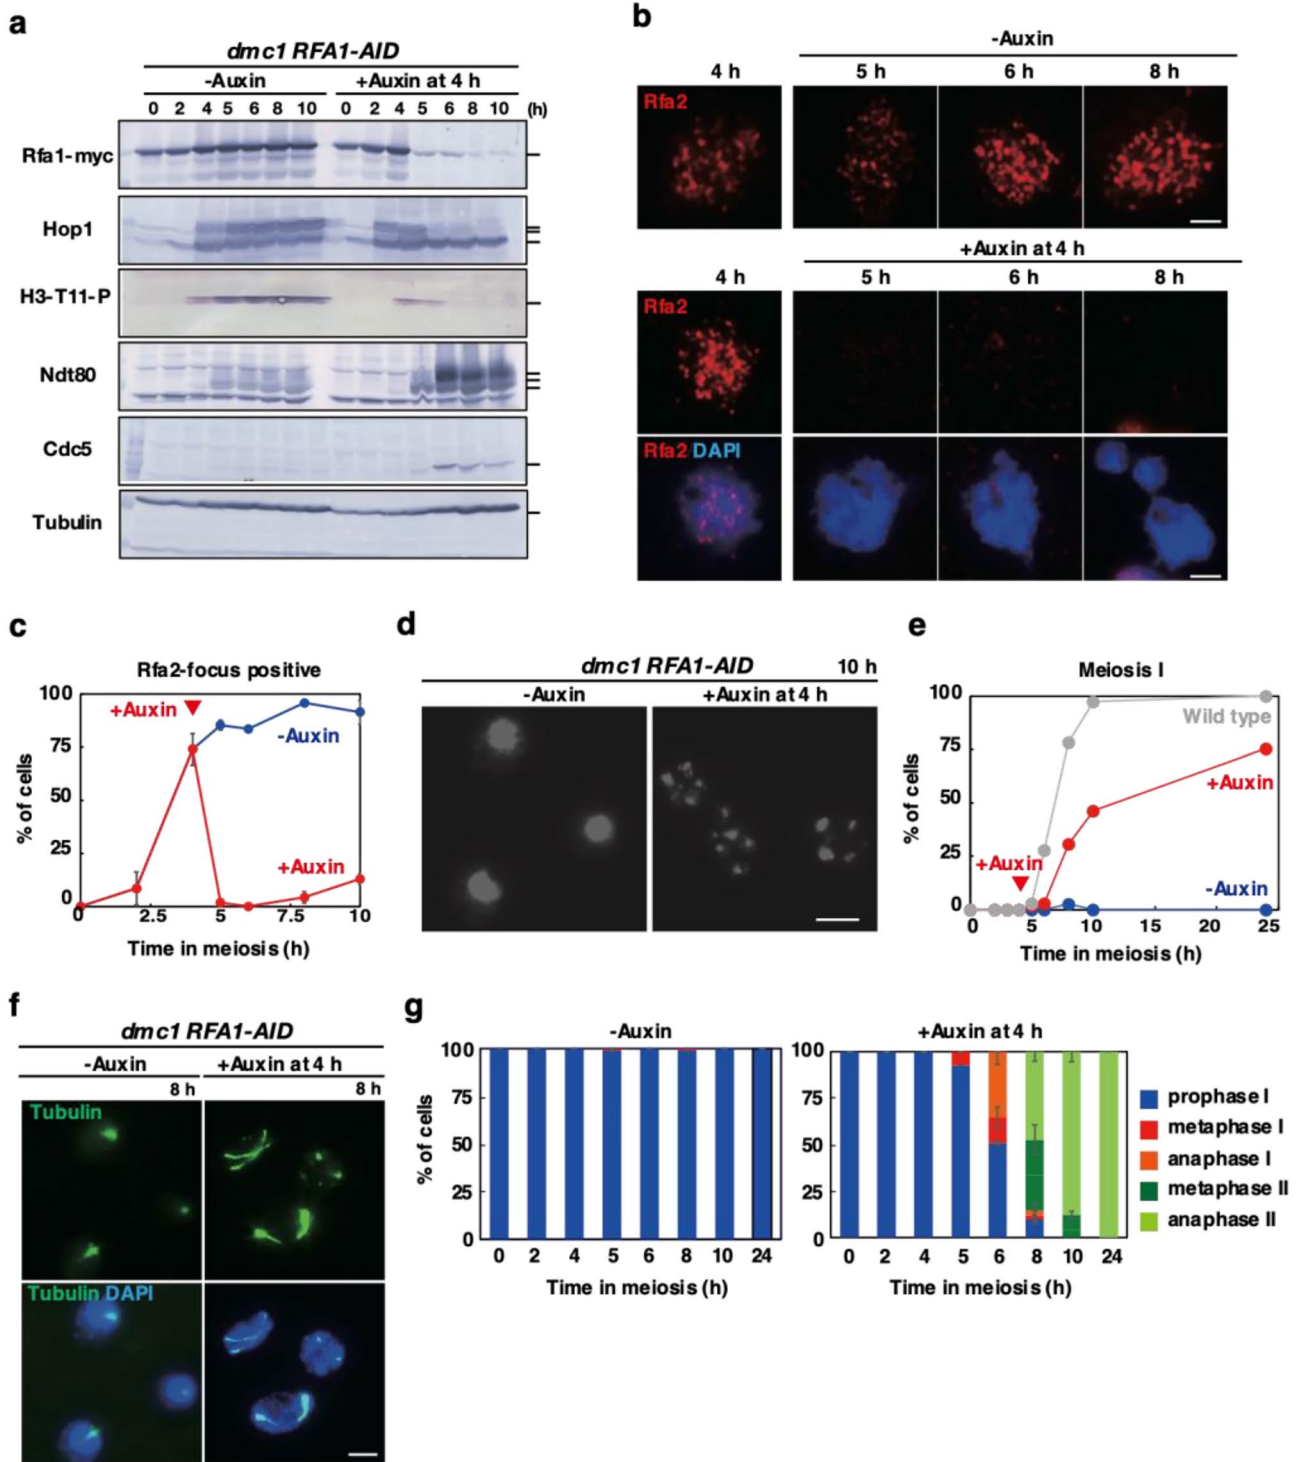 a
dmc1 RFA1-AID
-Auxin +Auxin at 4 h
0 2 4 5 6 8 10 0 2 4 5 6 8 10 (h)
Rfa1-myc
Hop1
H3-T11-P
Ndt80
Cdc5
Tubulin
b
-Auxin
4 h 5 h 6 h 8 h
Rfa2
+Auxin at 4 h
4 h 5 h 6 h 8 h
Rfa2
Rfa2 DAPI
c
Rfa2-focus positive
100
75
50
25
0
% of cells
+Auxin
-Auxin
+Auxin
2.5 5 7.5 10
Time in meiosis (h)
d
dmc1 RFA1-AID 10 h
-Auxin +Auxin at 4 h
e
Meiosis I
100
75
50
25
0
% of cells
Wild type
+Auxin
+Auxin
-Auxin
0 5 10 15 20 25
Time in meiosis (h)
f
dmc1 RFA1-AID
-Auxin +Auxin at 4 h
8 h 8 h
Tubulin
Tubulin DAPI
g
-Auxin
100
75
50
25
0
% of cells
0 2 4 5 6 8 10 24
Time in meiosis (h)
+Auxin at 4 h
100
75
50
25
0
0 2 4 5 6 8 10 24
Time in meiosis (h)
prophase I
metaphase I
anaphase I
metaphase II
anaphase II